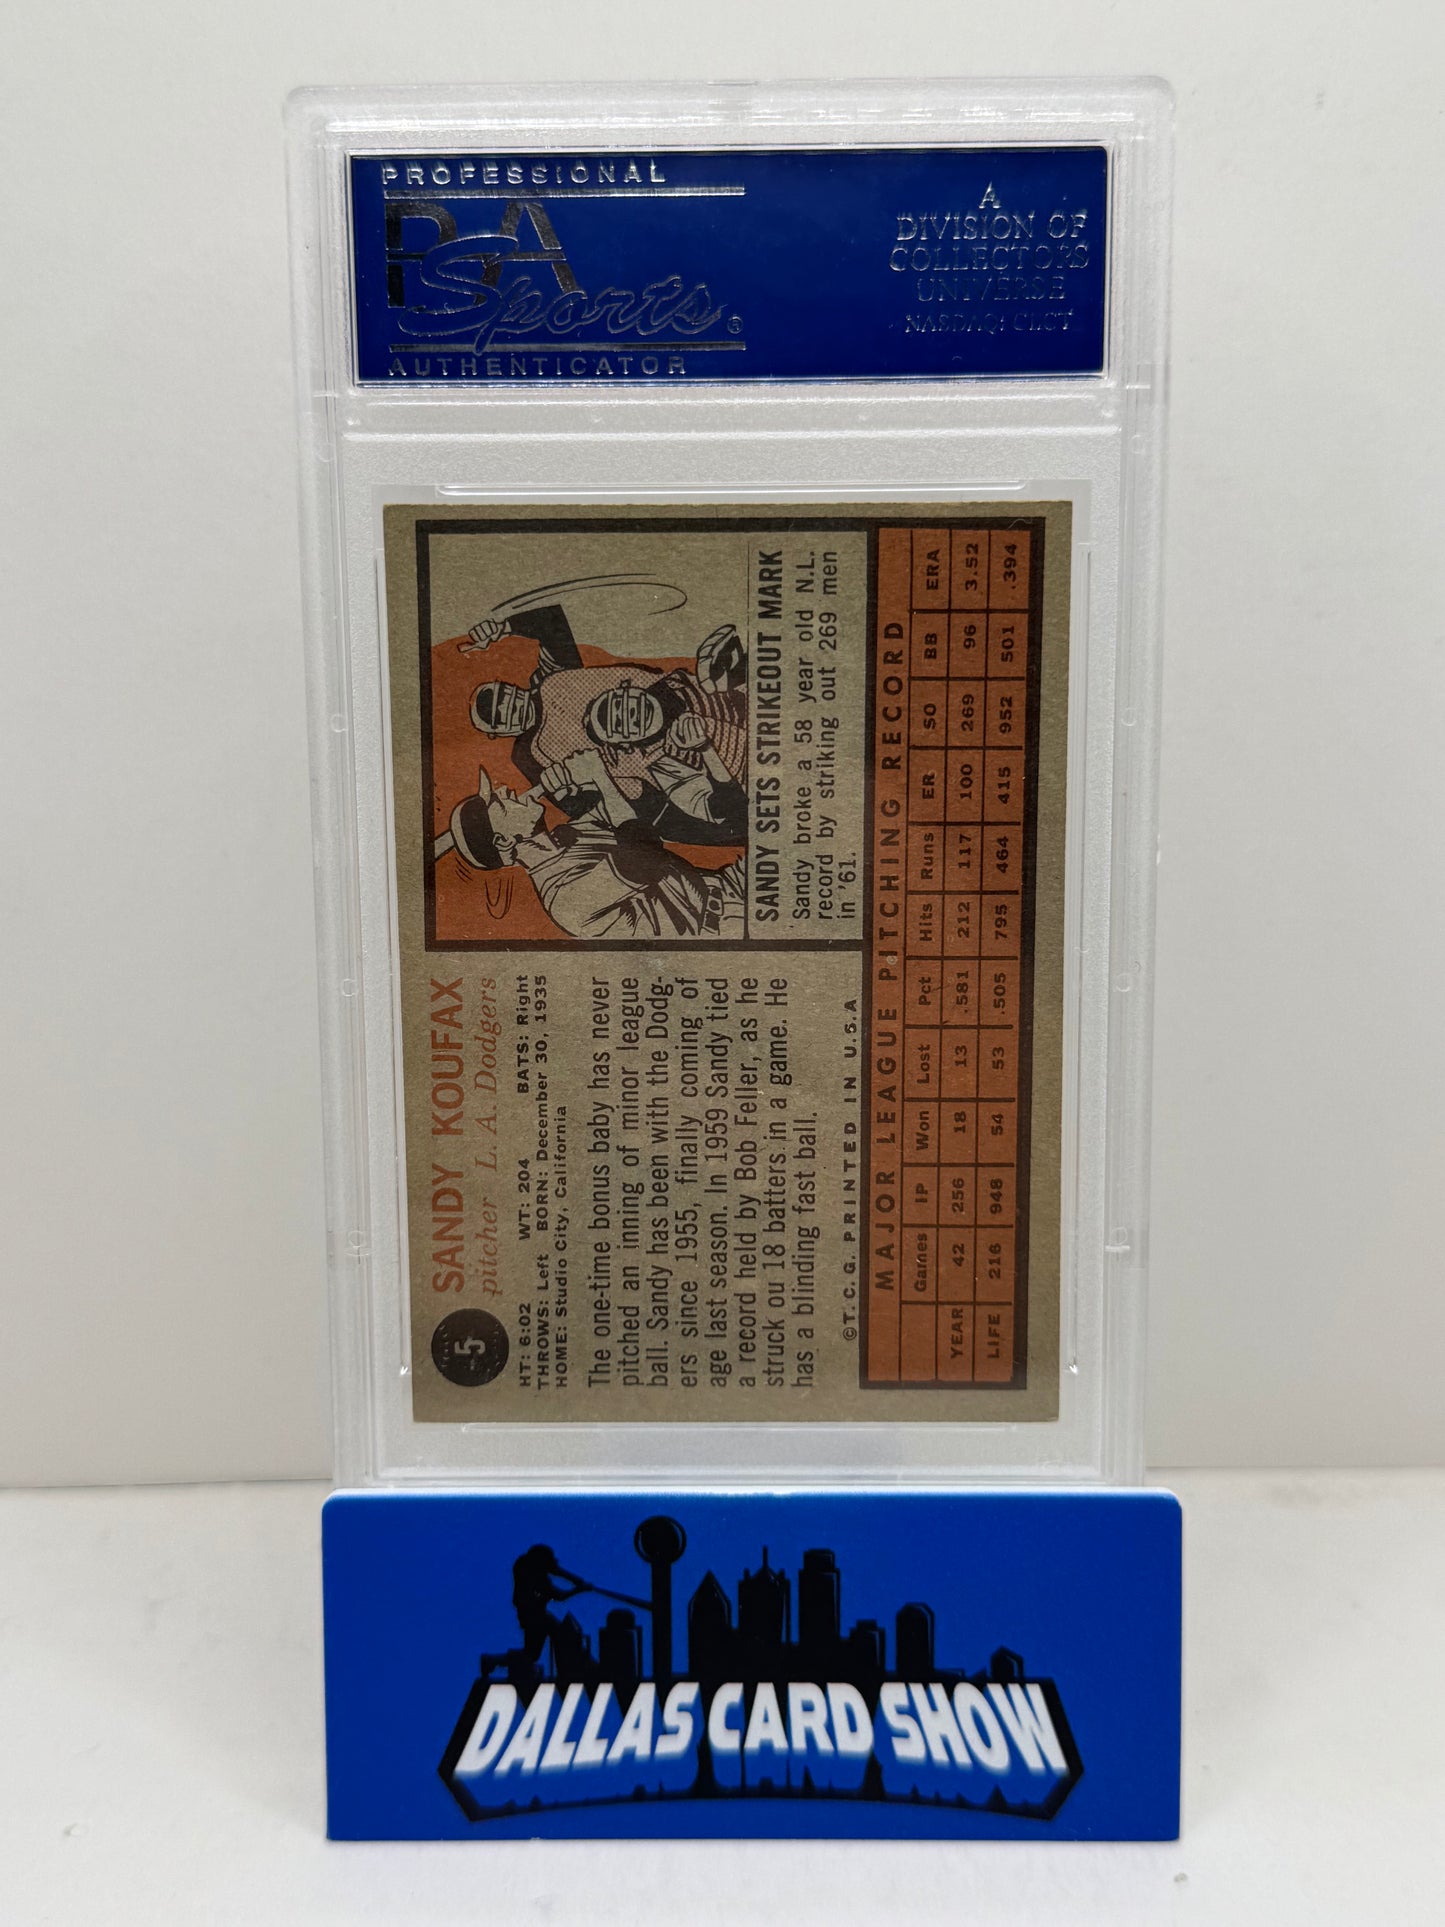 PROFESSIONAL
PSA
Sports®
AUTHENTICATOR
A
DIVISION OF
COLLECTORS
UNIVERSE
NASDAQ: CLCT
5
SANDY KOUFAX
pitcher L. A. Dodgers
HT: 6:02 WT: 204 BATS: Right
THROWS: Left BORN: December 30, 1935
HOME: Studio City, California
The one-time bonus baby has never
pitched an inning of minor league
ball. Sandy has been with the Dodg-
ers since 1955, finally coming of
age last season. In 1959 Sandy tied
a record held by Bob Feller, as he
struck ou 18 batters in a game. He
has a blinding fast ball.
©T.C.G. PRINTED IN U.S.A
SANDY SETS STRIKEOUT MARK
Sandy broke a 58 year old N.L.
record by striking out 269 men
in '61.
MAJOR LEAGUE PITCHING RECORD
Games IP Won Lost Pct Hits Runs ER SO BB ERA
YEAR 42 256 18 13 .581 212 117 100 269 96 3.52
LIFE 216 948 54 53 .505 795 464 415 952 501 .394
DALLAS CARD SHOW